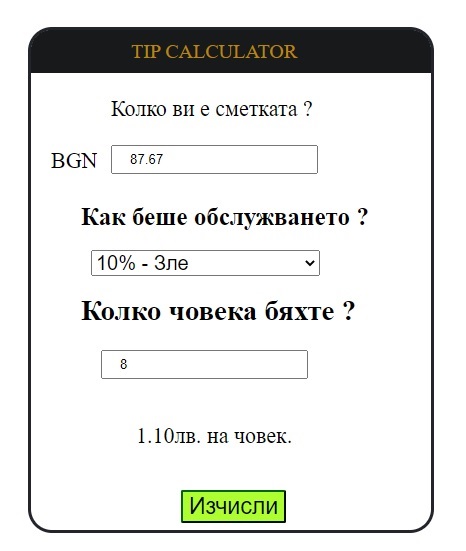 TIP CALCULATOR
Колко ви е сметката ?
BGN 87.67
Как беше обслужването ?
10% - Зле
Колко човека бяхте ?
8
1.10лв. на човек.
Изчисли